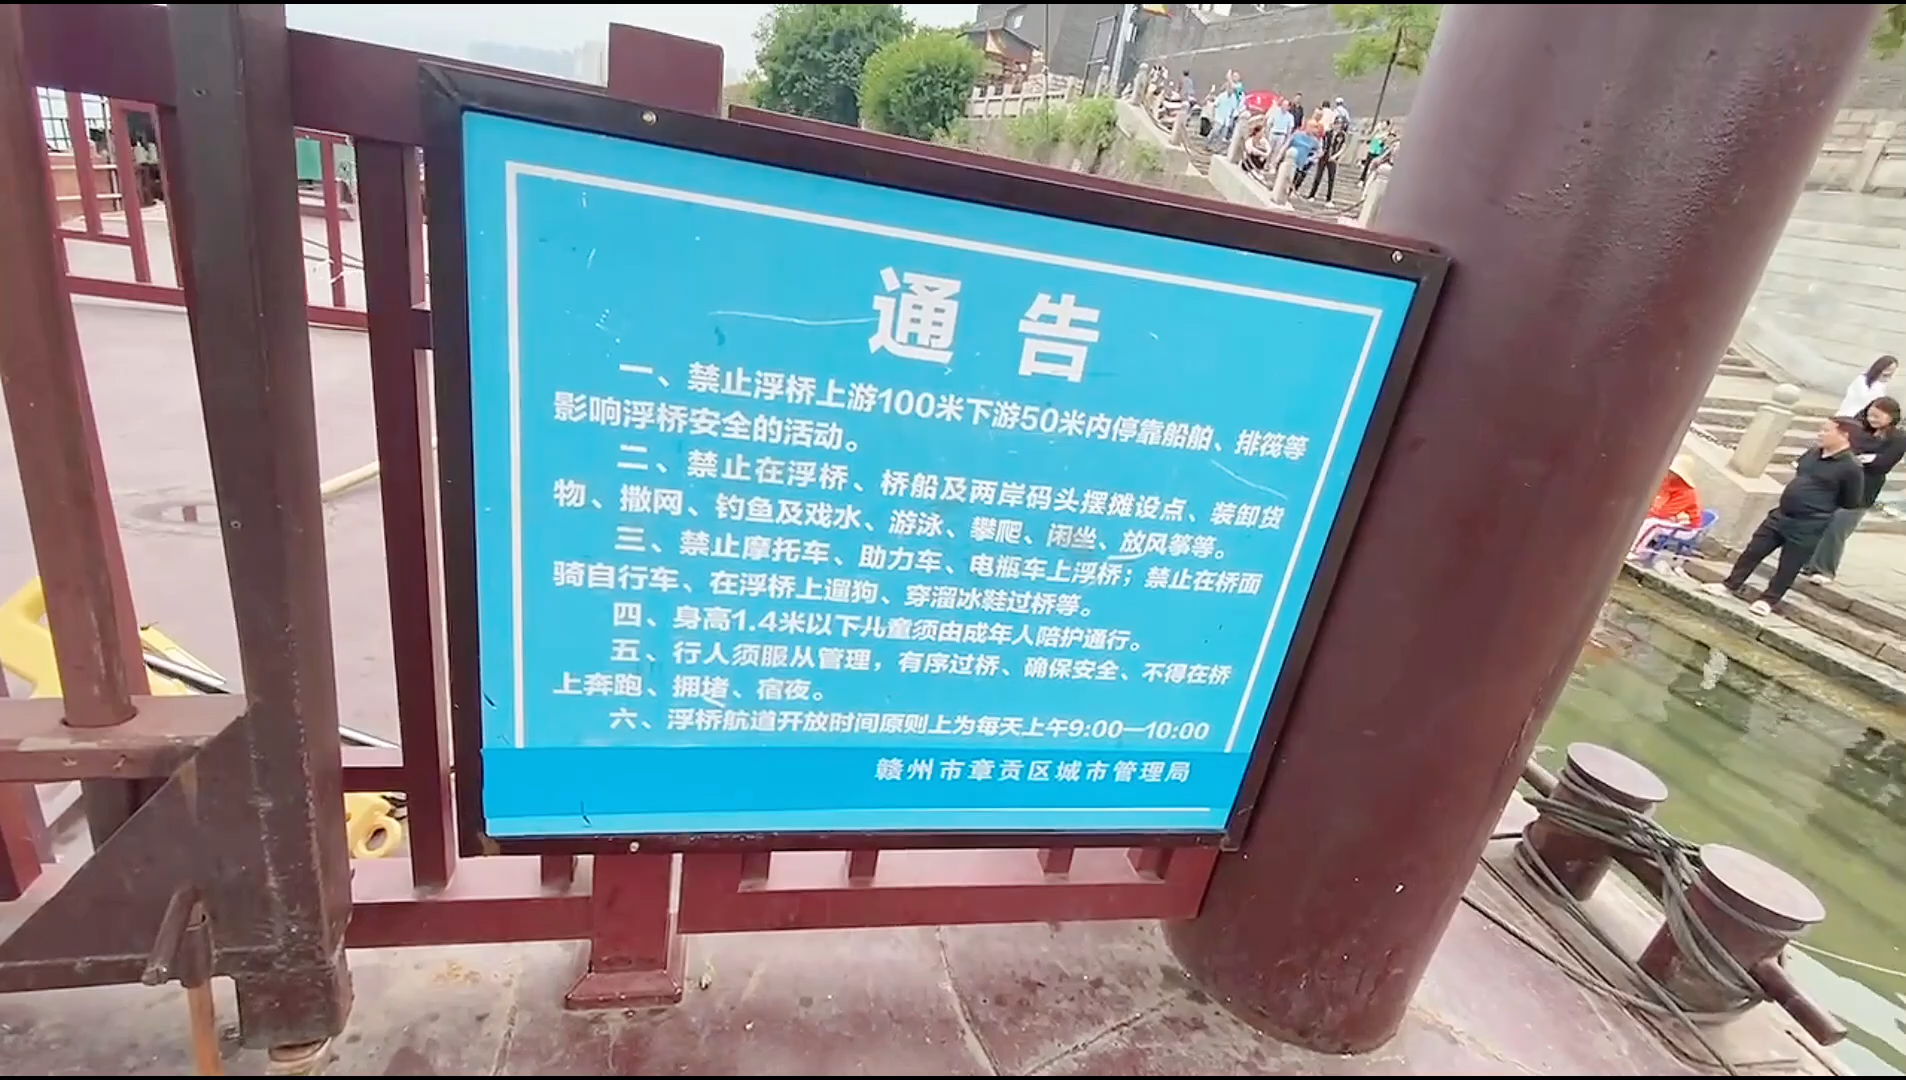 通告
一、禁止浮桥上游100米下游50米内停靠船舶、排筏等
影响浮桥安全的活动。
二、禁止在浮桥、桥船及两岸码头摆摊设点、装卸货
物、撒网、钓鱼及戏水、游泳、攀爬、闲坐、放风筝等。
三、禁止摩托车、助力车、电瓶车上浮桥；禁止在桥面
骑自行车、在浮桥上遛狗、穿溜冰鞋过桥等。
四、身高1.4米以下儿童须由成年人陪护通行。
五、行人须服从管理，有序过桥、确保安全、不得在桥
上奔跑、拥堵、宿夜。
六、浮桥航道开放时间原则上为每天上午9:00—10:00
赣州市章贡区城市管理局